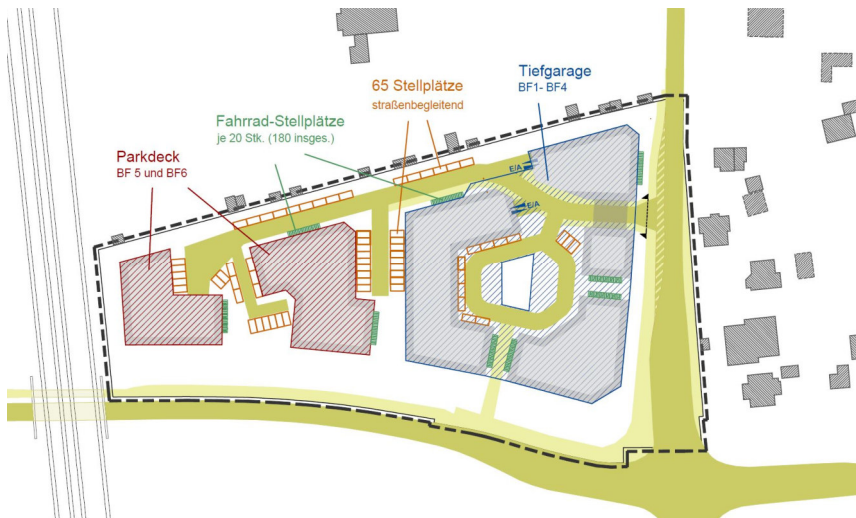 65 Stellplätze
straßenbegleitend
Tiefgarage
BF1- BF4
Fahrrad-Stellplätze
je 20 Stk. (180 insges.)
Parkdeck
BF 5 und BF6
E/A
E/A